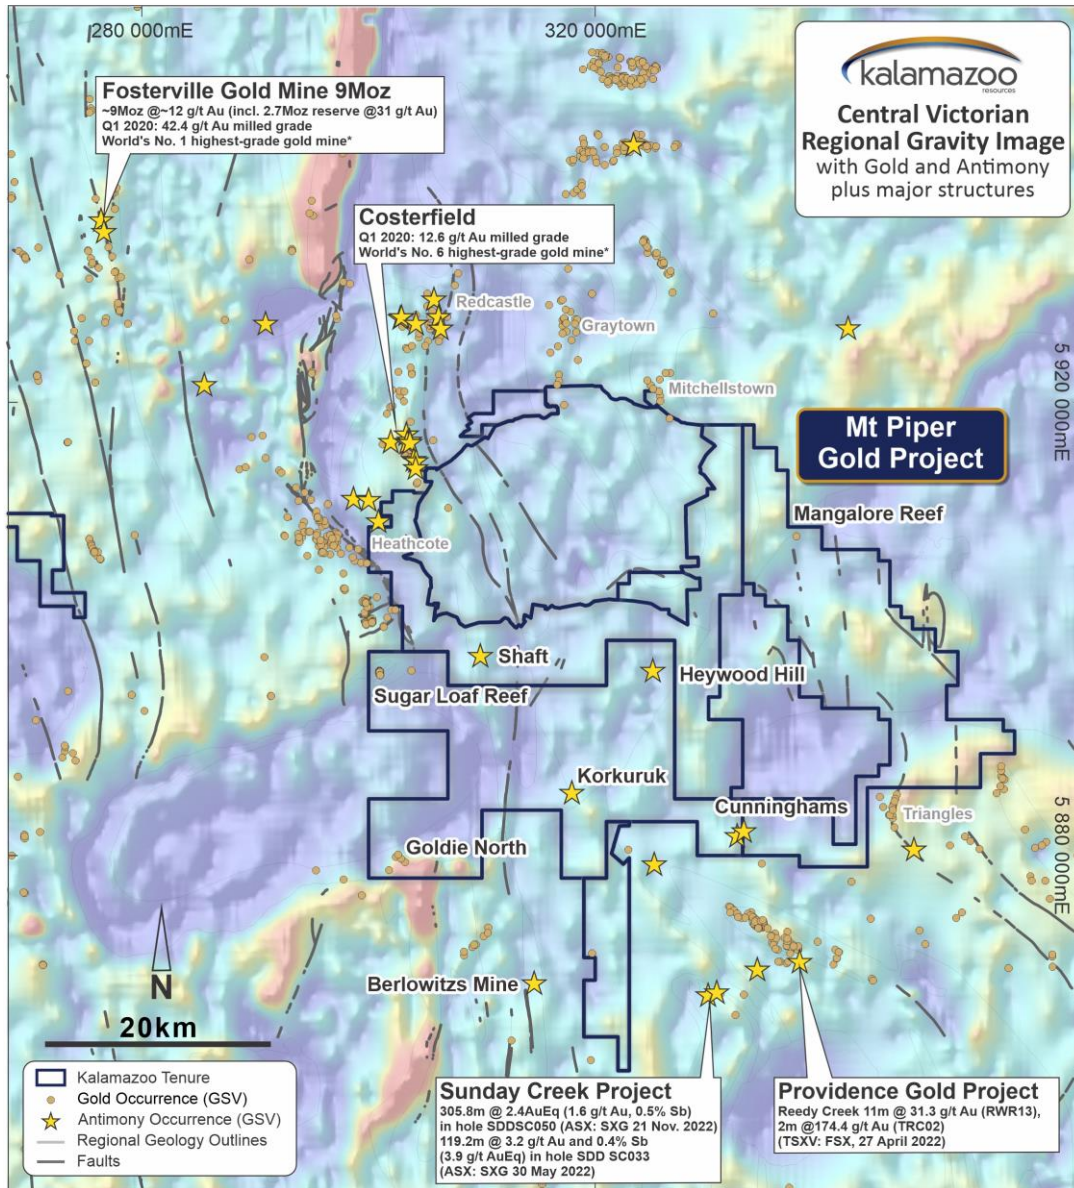 280 000mE
320 000mE
kalamazoo
resources
Central Victorian
Regional Gravity Image
with Gold and Antimony
plus major structures
Fosterville Gold Mine 9Moz
~9Moz @~12 g/t Au (incl. 2.7Moz reserve @31 g/t Au)
Q1 2020: 42.4 g/t Au milled grade
World's No. 1 highest-grade gold mine*
Costerfield
Q1 2020: 12.6 g/t Au milled grade
World's No. 6 highest-grade gold mine*
Redcastle
Graytown
Mitchellstown
5 920 000mE
Mt Piper
Gold Project
Mangalore Reef
Heathcote
Shaft
Heywood Hill
Sugar Loaf Reef
Korkuruk
Cunninghams
Triangles
5 880 000mE
Goldie North
Berlowitzs Mine
N
20km
Kalamazoo Tenure
Gold Occurrence (GSV)
Antimony Occurrence (GSV)
Regional Geology Outlines
Faults
Sunday Creek Project
305.8m @ 2.4AuEq (1.6 g/t Au, 0.5% Sb)
in hole SDDSC050 (ASX: SXG 21 Nov. 2022)
119.2m @ 3.2 g/t Au and 0.4% Sb
(3.9 g/t AuEq) in hole SDD SC033
(ASX: SXG 30 May 2022)
Providence Gold Project
Reedy Creek 11m @ 31.3 g/t Au (RWR13),
2m @174.4 g/t Au (TRC02)
(TSXV: FSX, 27 April 2022)